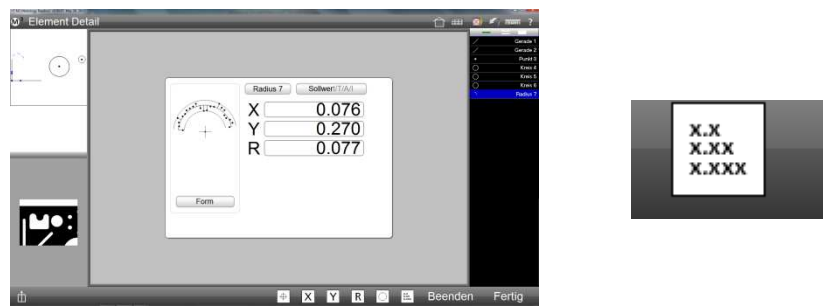 Element Detail
?
Gerade 1
Gerade 2
Punkt 3
Kreis 4
Kreis 5
Kreis 6
Radius 7
Radius 7
Sollwert/T/A/I
X 0.076
Y 0.270
R 0.077
Form
X Y R
Beenden
Fertig
X.X
X.XX
X.XXX